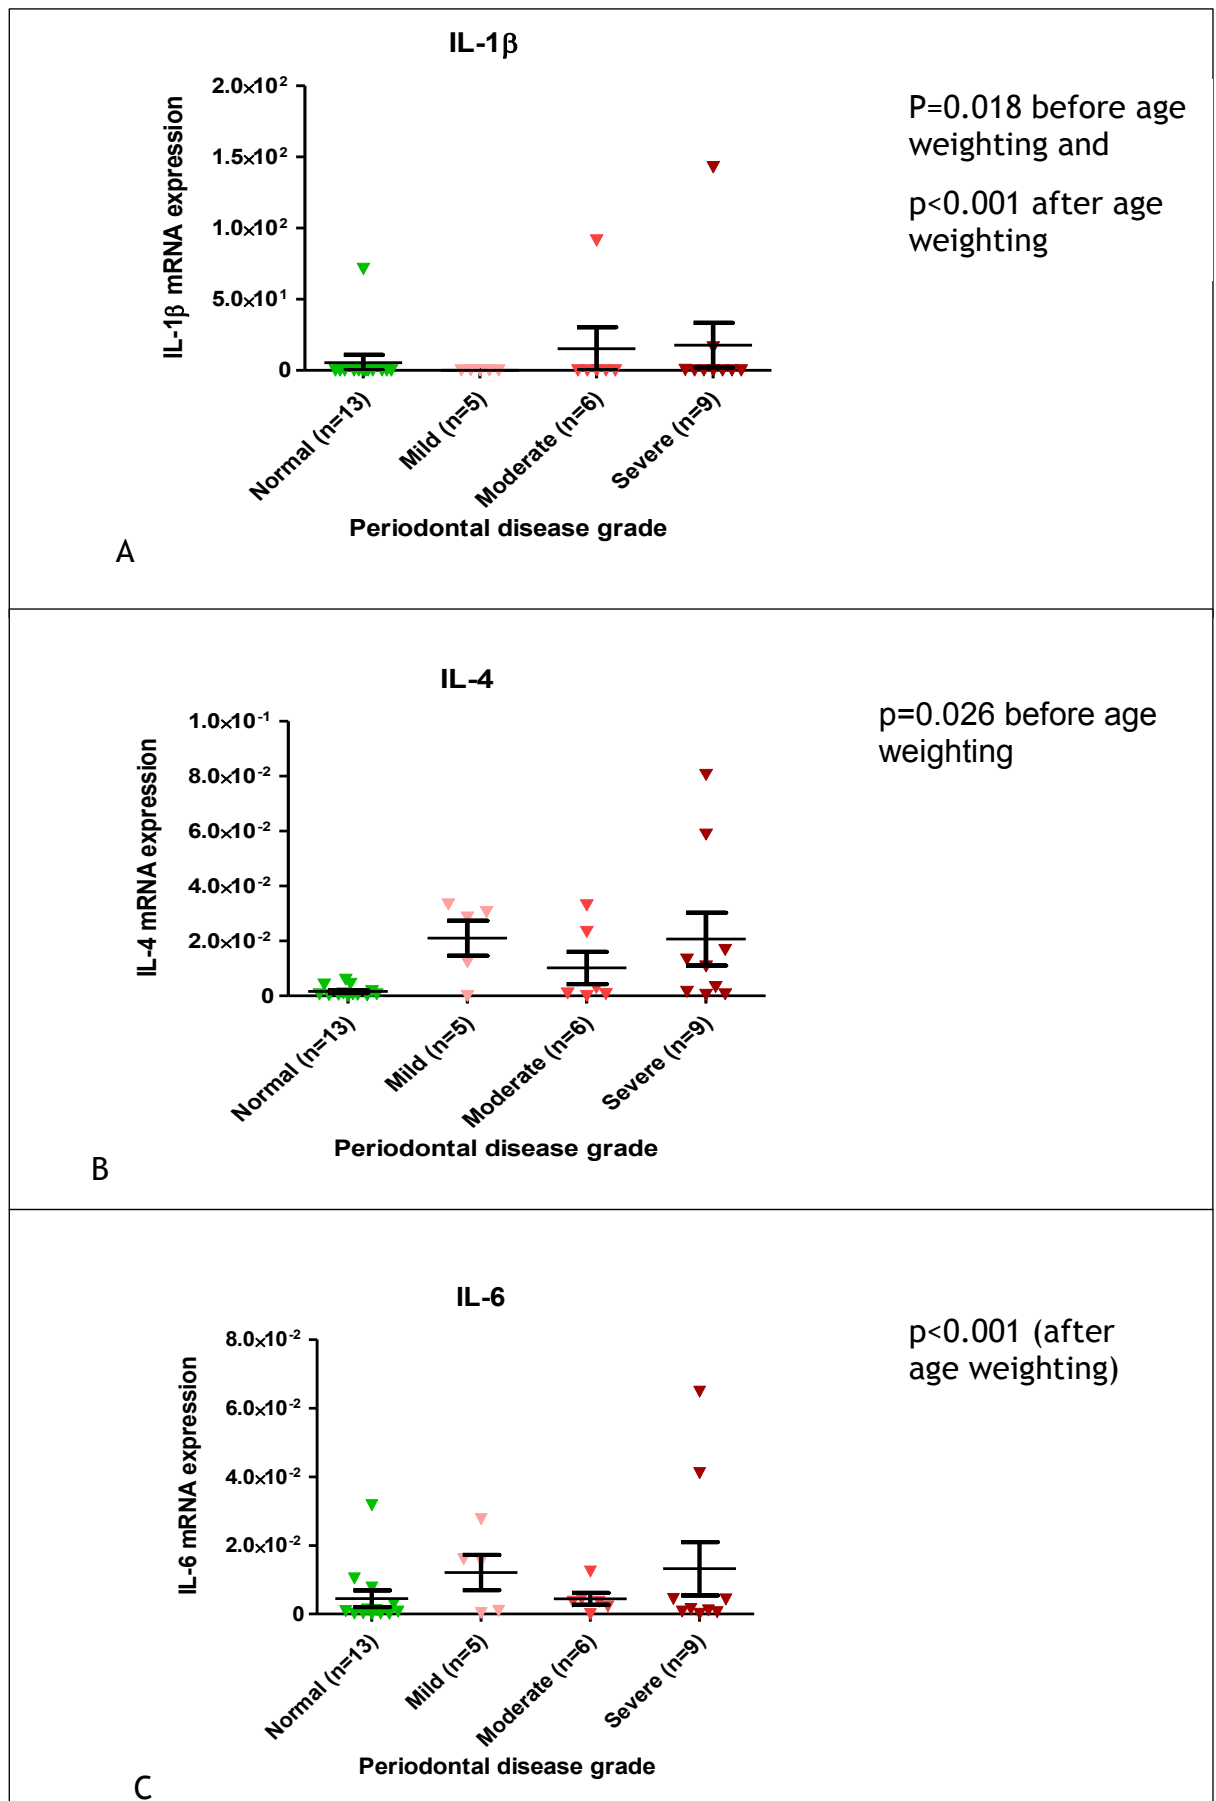 IL-1β
2.0×10²
1.5×10²
1.0×10²
5.0×10¹
0
IL-1β mRNA expression
Normal (n=13)
Mild (n=5)
Moderate (n=6)
Severe (n=9)
Periodontal disease grade
P=0.018 before age
weighting and
p<0.001 after age
weighting
A
IL-4
1.0×10⁻¹
8.0×10⁻²
6.0×10⁻²
4.0×10⁻²
2.0×10⁻²
0
IL-4 mRNA expression
Normal (n=13)
Mild (n=5)
Moderate (n=6)
Severe (n=9)
Periodontal disease grade
p=0.026 before age
weighting
B
IL-6
8.0×10⁻²
6.0×10⁻²
4.0×10⁻²
2.0×10⁻²
0
IL-6 mRNA expression
Normal (n=13)
Mild (n=5)
Moderate (n=6)
Severe (n=9)
Periodontal disease grade
p<0.001 (after
age weighting)
C